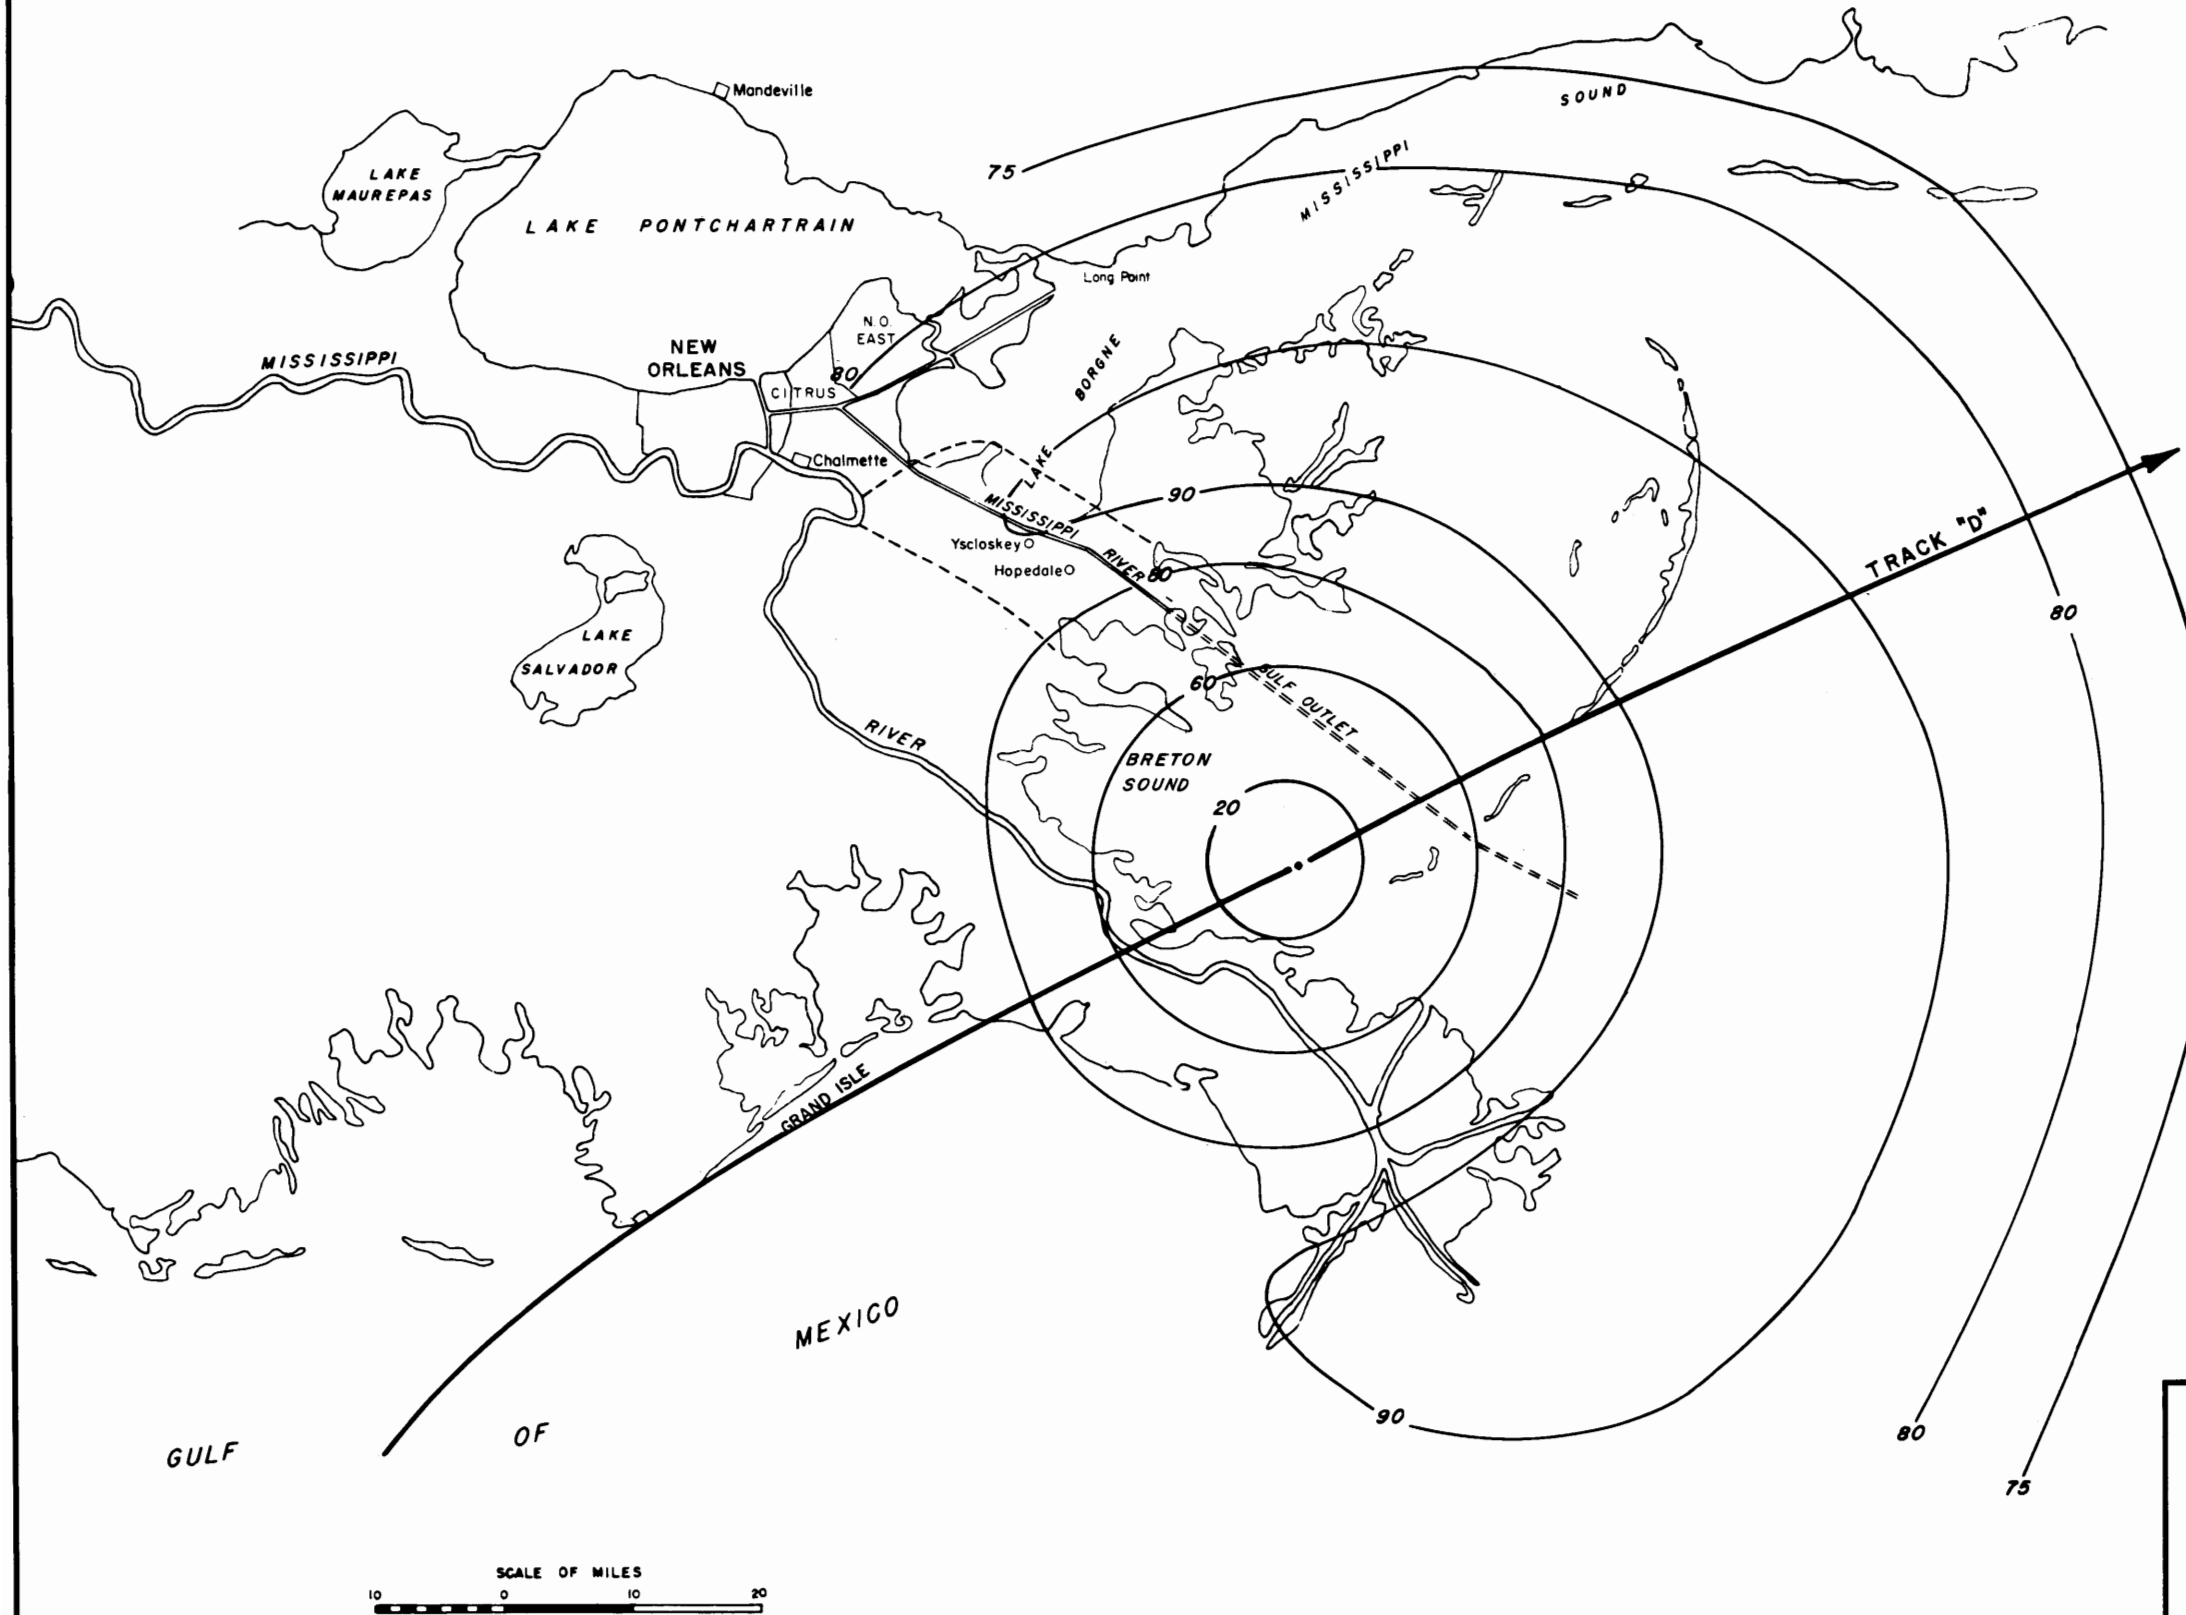 Mandeville
SOUND
75
MISSISSIPPI
LAKE
MAUREPAS
LAKE PONTCHARTRAIN
Long Point
N.O.
EAST
NEW
ORLEANS
MISSISSIPPI
80
CITRUS
BORGNE
LAKE
Chalmette
90
MISSISSIPPI
RIVER
Yscloskey
Hopedale
80
TRACK "D"
80
LAKE
SALVADOR
60
GULF OUTLET
RIVER
BRETON
SOUND
20
GRAND ISLE
MEXICO
90
OF
GULF
80
75
SCALE OF MILES
10 0 10 20